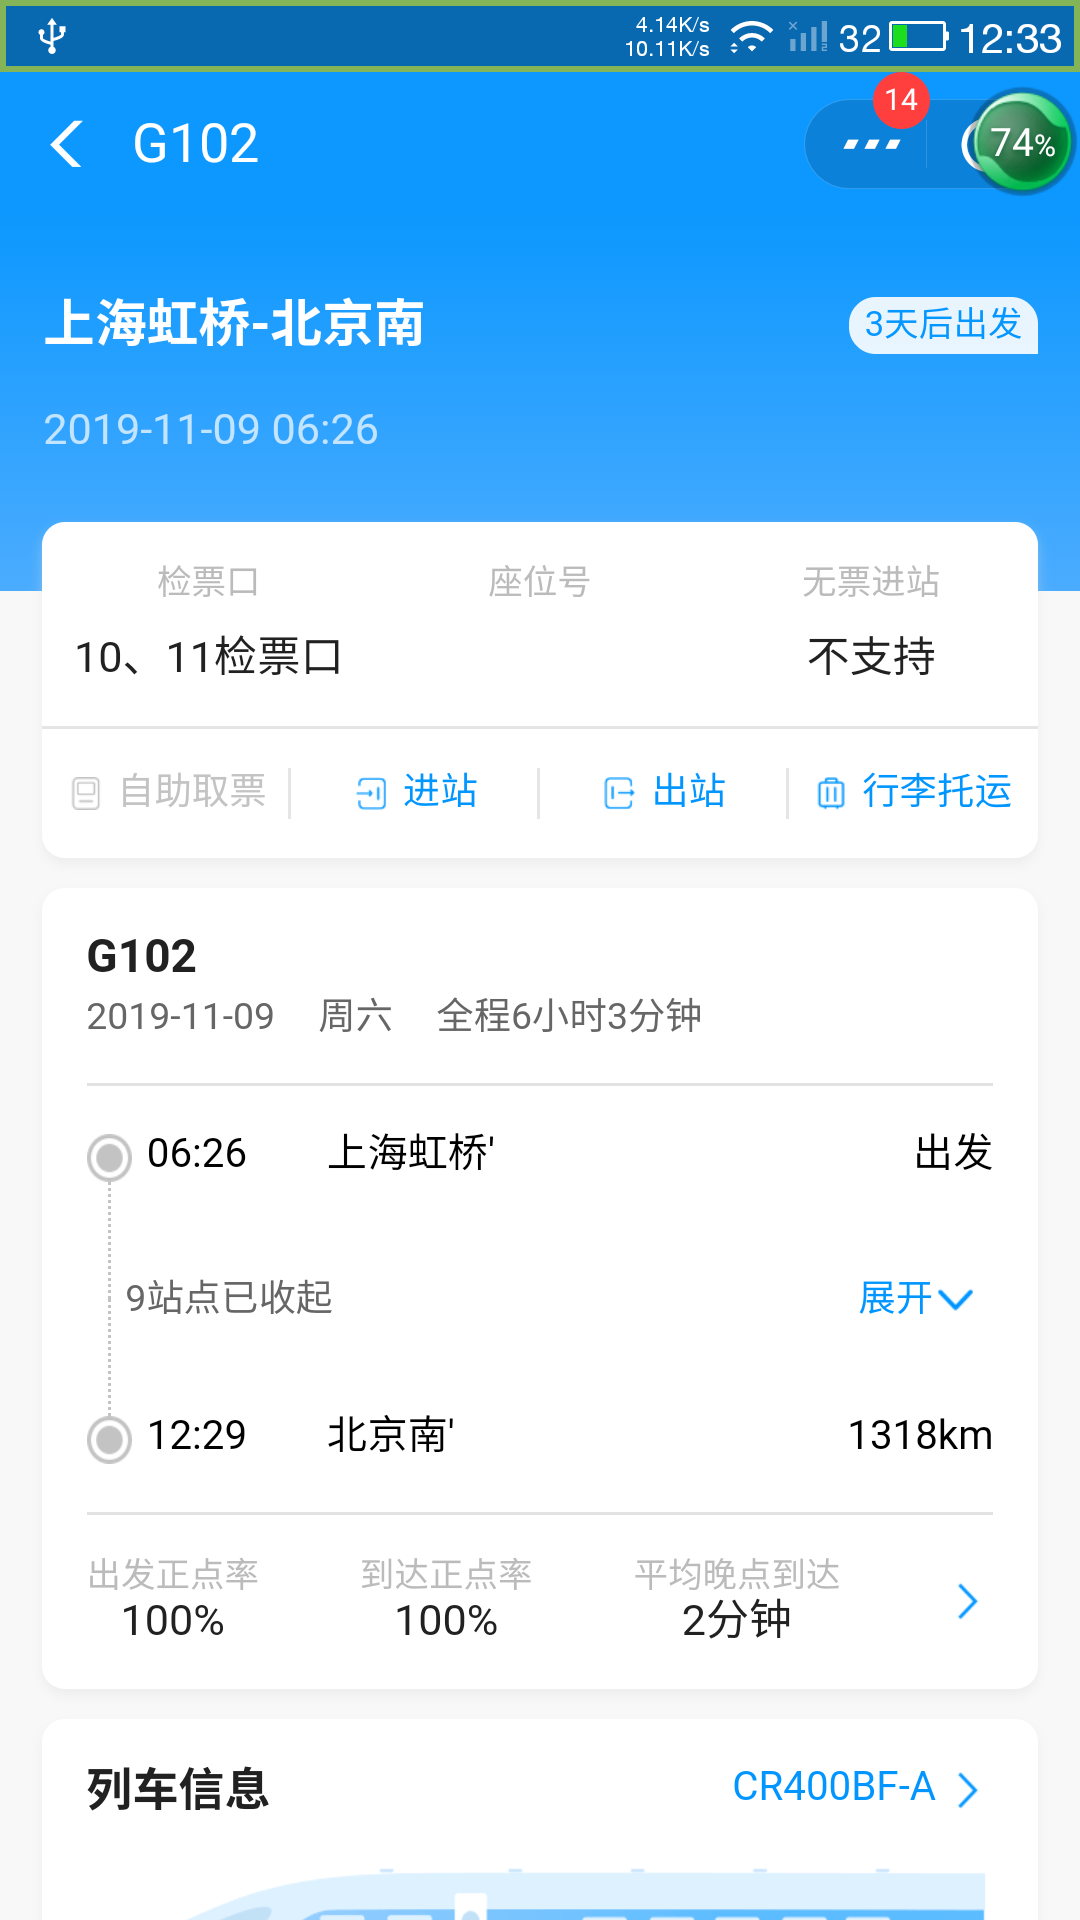 4.14K/s
10.11K/s
32
12:33
G102
14
74%
上海虹桥-北京南
3天后出发
2019-11-09 06:26
检票口 座位号 无票进站
10、11检票口 不支持
自助取票 进站 出站 行李托运
G102
2019-11-09 周六 全程6小时3分钟
06:26 上海虹桥' 出发
9站点已收起 展开
12:29 北京南' 1318km
出发正点率 到达正点率 平均晚点到达
100% 100% 2分钟
列车信息 CR400BF-A